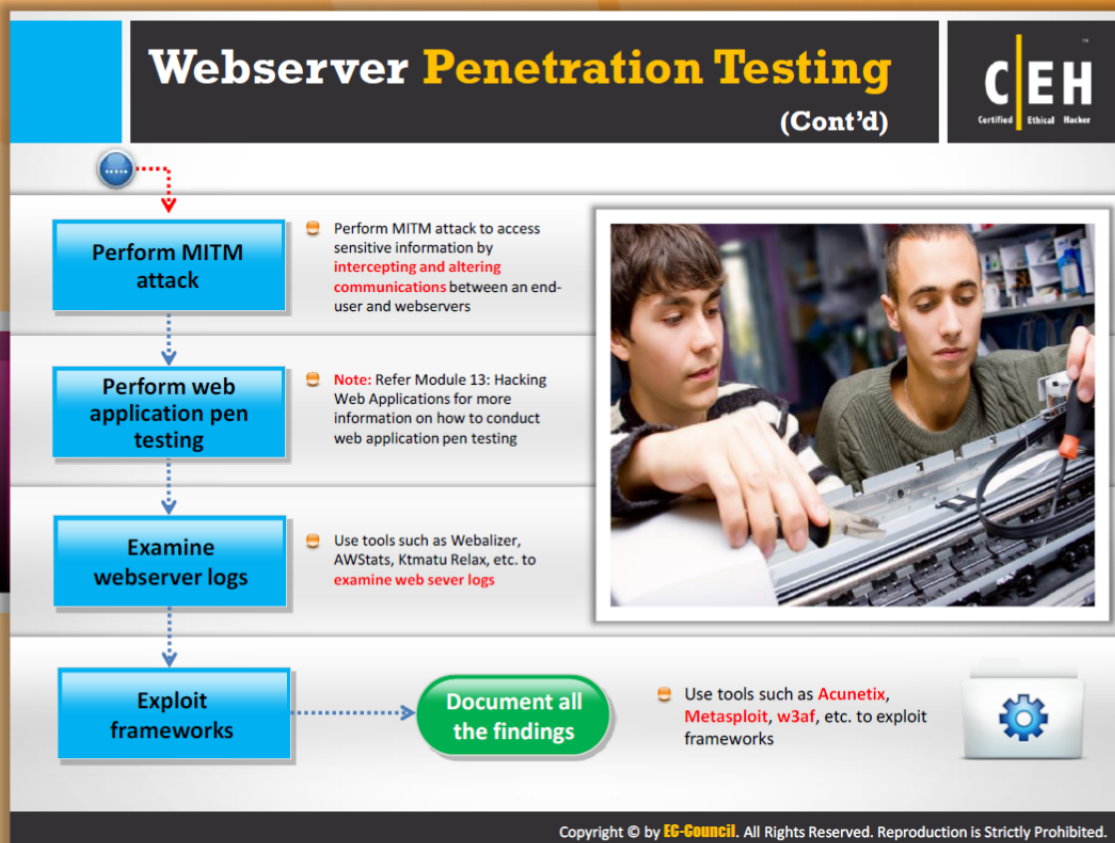 Webserver Penetration Testing
(Cont'd)
C|EH
™
Certified Ethical Hacker
.....
Perform MITM
attack
Perform MITM attack to access
sensitive information by
intercepting and altering
communications between an end-
user and webservers
Perform web
application pen
testing
Note: Refer Module 13: Hacking
Web Applications for more
information on how to conduct
web application pen testing
Examine
webserver logs
Use tools such as Webalizer,
AWStats, Ktmatu Relax, etc. to
examine web sever logs
Exploit
frameworks
Document all
the findings
Use tools such as Acunetix,
Metasploit, w3af, etc. to exploit
frameworks
Copyright © by EC-Council. All Rights Reserved. Reproduction is Strictly Prohibited.